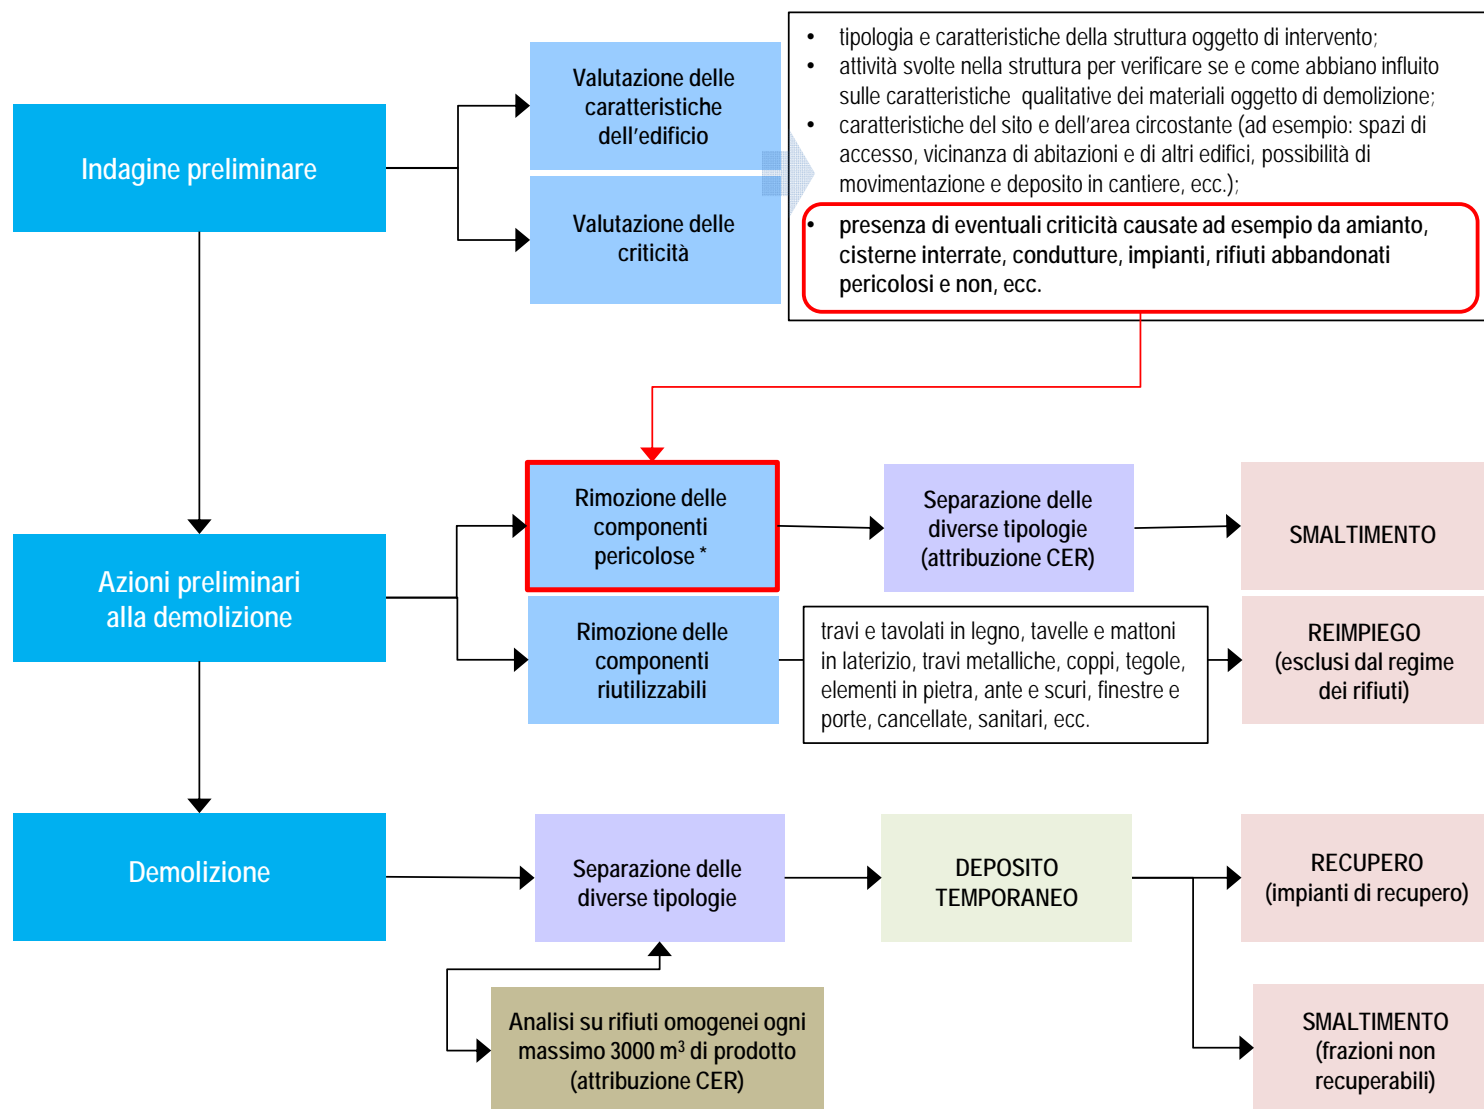 Indagine preliminare
Valutazione delle
caratteristiche
dell'edificio
Valutazione delle
criticità
• tipologia e caratteristiche della struttura oggetto di intervento;
• attività svolte nella struttura per verificare se e come abbiano influito
sulle caratteristiche qualitative dei materiali oggetto di demolizione;
• caratteristiche del sito e dell'area circostante (ad esempio: spazi di
accesso, vicinanza di abitazioni e di altri edifici, possibilità di
movimentazione e deposito in cantiere, ecc.);
• presenza di eventuali criticità causate ad esempio da amianto,
cisterne interrate, condutture, impianti, rifiuti abbandonati
pericolosi e non, ecc.
Azioni preliminari
alla demolizione
Rimozione delle
componenti
pericolose *
Separazione delle
diverse tipologie
(attribuzione CER)
SMALTIMENTO
Rimozione delle
componenti
riutilizzabili
travi e tavolati in legno, tavelle e mattoni
in laterizio, travi metalliche, coppi, tegole,
elementi in pietra, ante e scuri, finestre e
porte, cancellate, sanitari, ecc.
REIMPIEGO
(esclusi dal regime
dei rifiuti)
Demolizione
Separazione delle
diverse tipologie
DEPOSITO
TEMPORANEO
RECUPERO
(impianti di recupero)
Analisi su rifiuti omogenei ogni
massimo 3000 m³ di prodotto
(attribuzione CER)
SMALTIMENTO
(frazioni non
recuperabili)